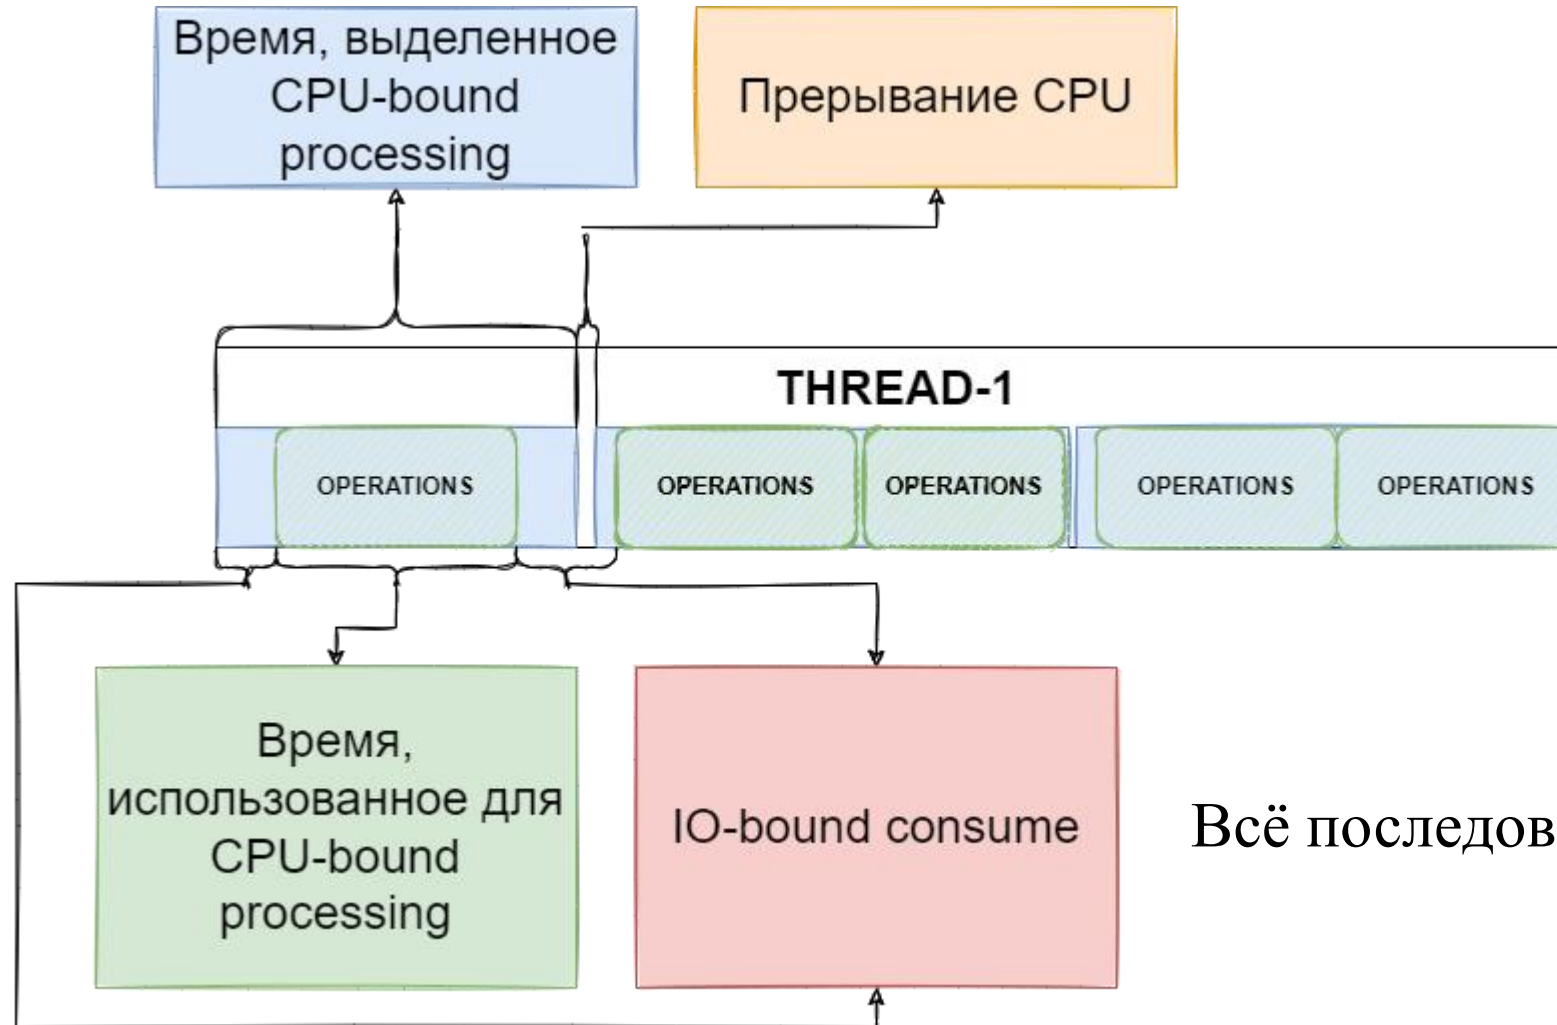 Время, выделенное
CPU-bound
processing
Прерывание CPU
THREAD-1
OPERATIONS
OPERATIONS
OPERATIONS
OPERATIONS
OPERATIONS
Время,
использованное для
CPU-bound
processing
IO-bound consume
Всё последов